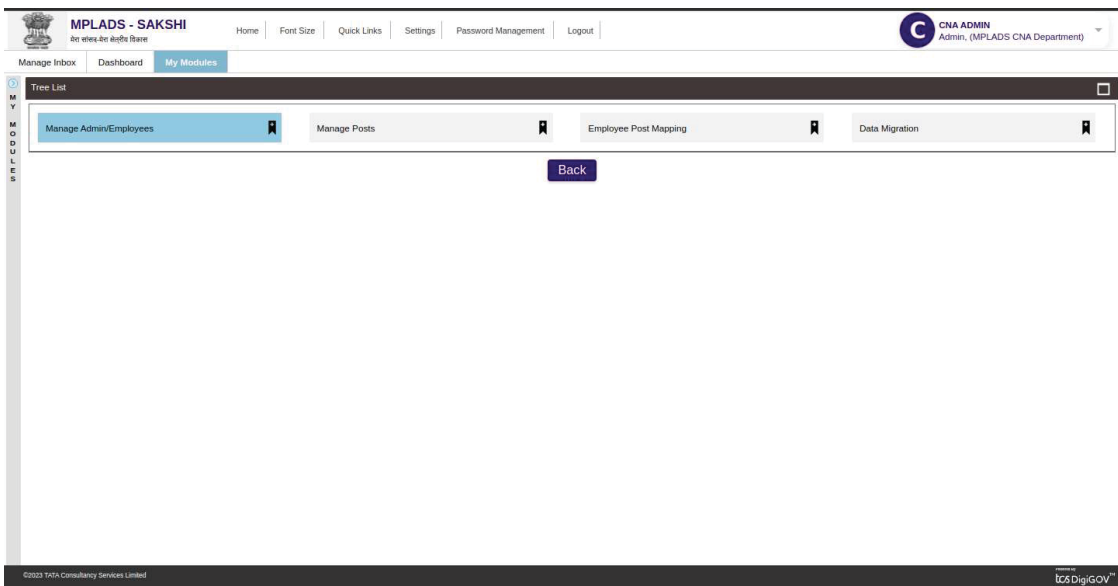 MPLADS - SAKSHI
मेरा सांसद-मेरा क्षेत्रीय विकास
Home
Font Size
Quick Links
Settings
Password Management
Logout
C
CNA ADMIN
Admin, (MPLADS CNA Department)
Manage Inbox
Dashboard
My Modules
MY MODULES
Tree List
Manage Admin/Employees
Manage Posts
Employee Post Mapping
Data Migration
Back
©2023 TATA Consultancy Services Limited
tcs DigiGOV™